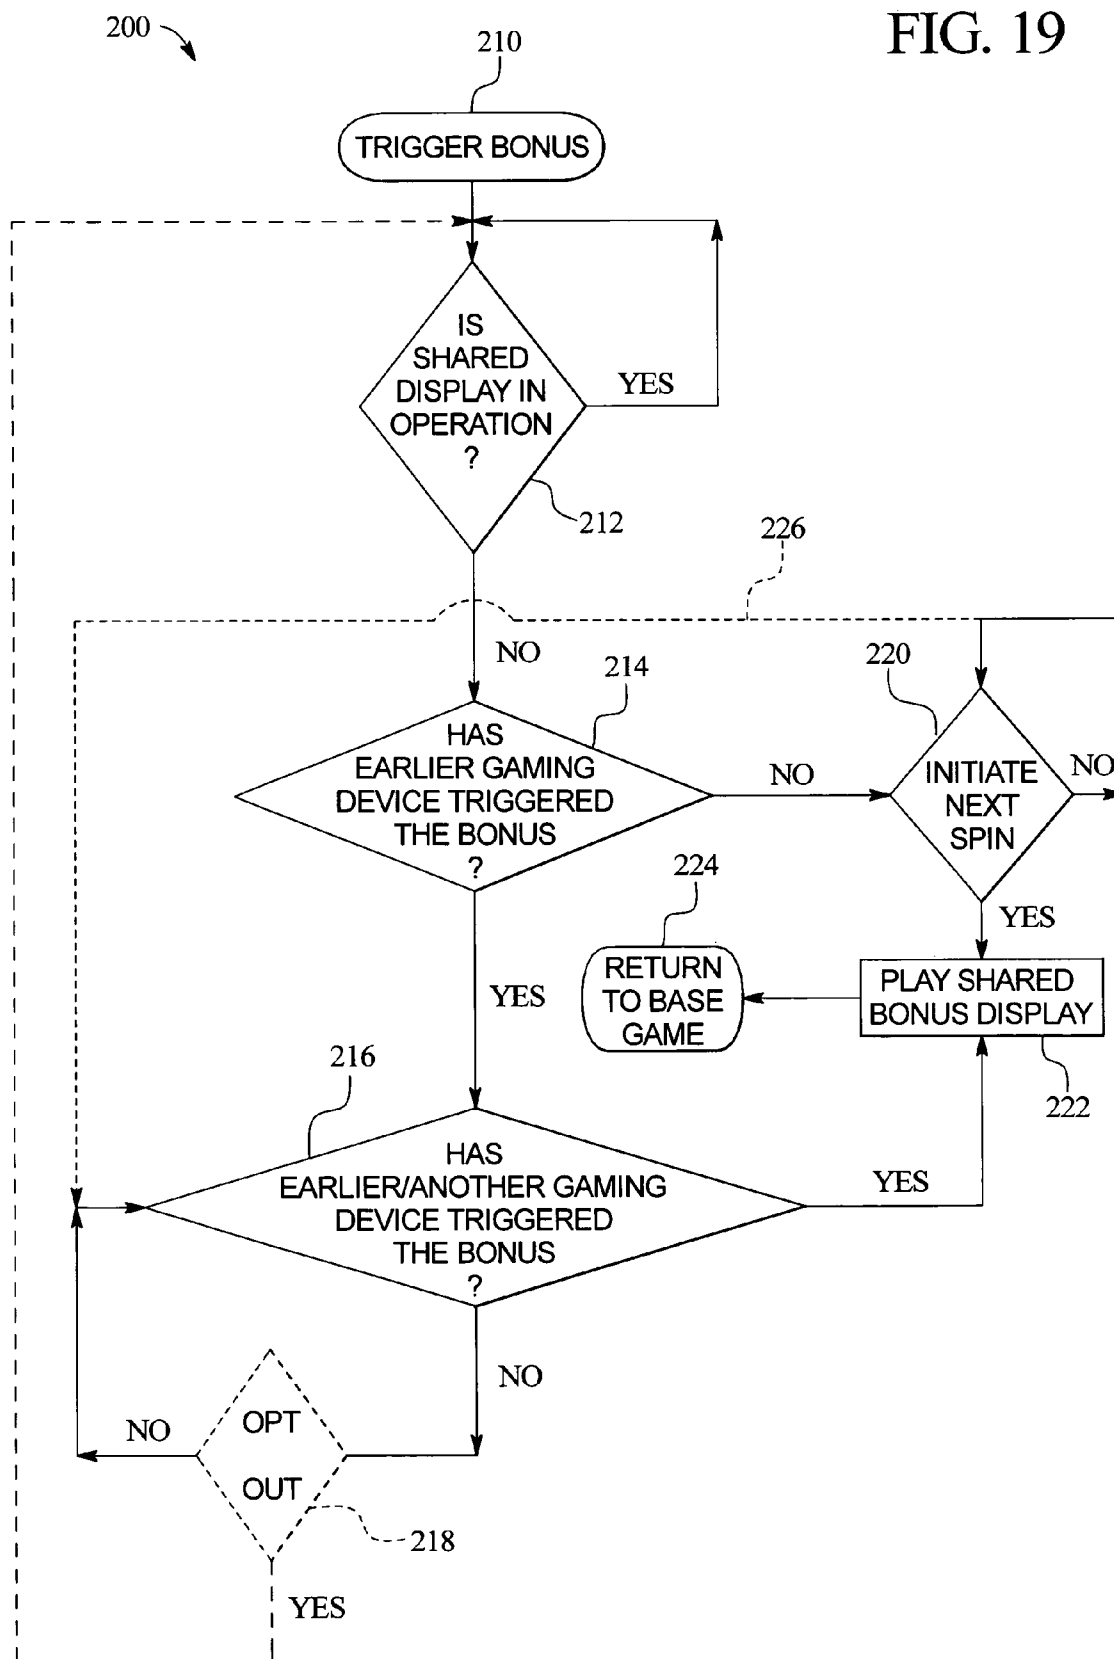 FIG. 19
200
210
TRIGGER BONUS
IS
SHARED
DISPLAY IN
OPERATION
?
YES
212
226
NO
214
220
HAS
EARLIER GAMING
DEVICE TRIGGERED
THE BONUS
?
NO
INITIATE
NEXT
SPIN
NO
224
YES
RETURN
TO BASE
GAME
PLAY SHARED
BONUS DISPLAY
YES
222
216
HAS
EARLIER/ANOTHER GAMING
DEVICE TRIGGERED
THE BONUS
?
YES
NO
OPT
OUT
NO
218
YES